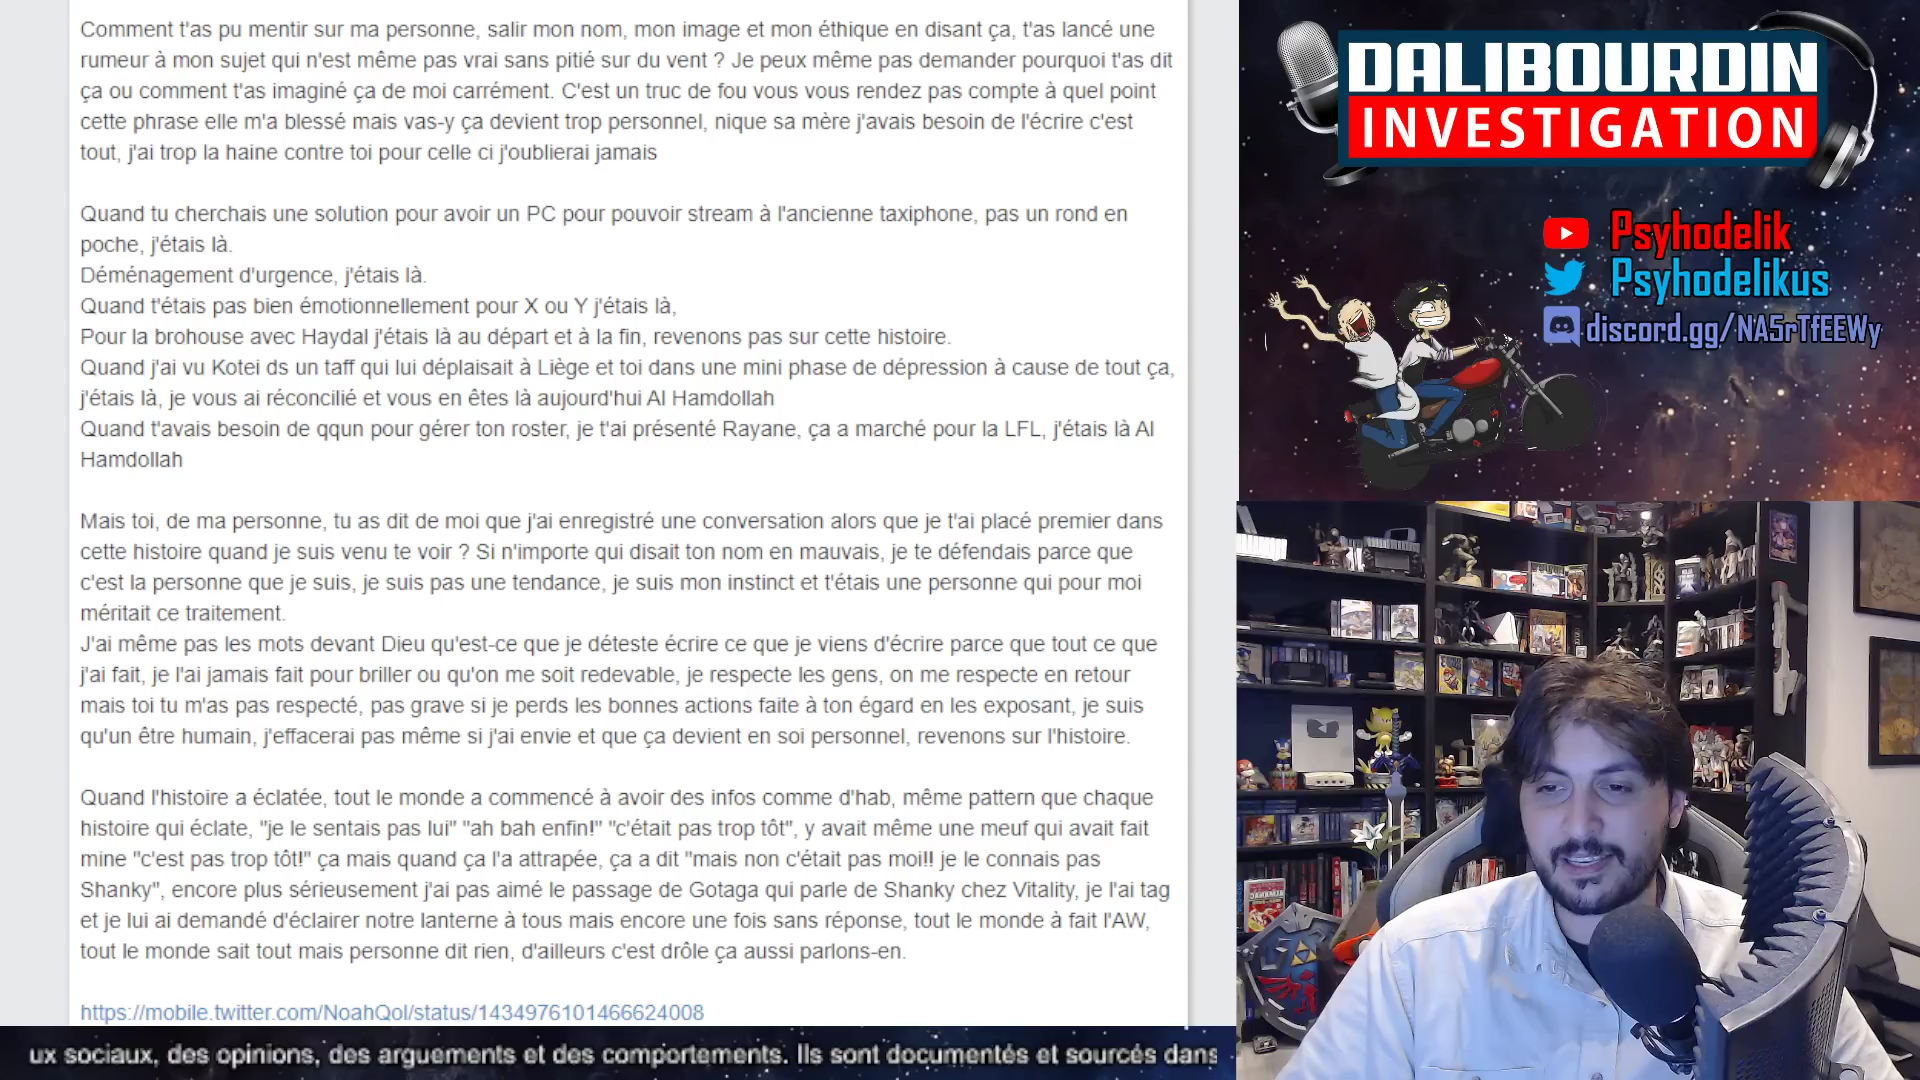 Comment t'as pu mentir sur ma personne, salir mon nom, mon image et mon éthique en disant ça, t'as lancé une
rumeur à mon sujet qui n'est même pas vrai sans pitié sur du vent ? Je peux même pas demander pourquoi t'as dit
ça ou comment t'as imaginé ça de moi carrément. C'est un truc de fou vous vous rendez pas compte à quel point
cette phrase elle m'a blessé mais vas-y ça devient trop personnel, nique sa mère j'avais besoin de l'écrire c'est
tout, j'ai trop la haine contre toi pour celle ci j'oublierai jamais
Quand tu cherchais une solution pour avoir un PC pour pouvoir stream à l'ancienne taxiphone, pas un rond en
poche, j'étais là.
Déménagement d'urgence, j'étais là.
Quand t'étais pas bien émotionnellement pour X ou Y j'étais là,
Pour la brohouse avec Haydal j'étais là au départ et à la fin, revenons pas sur cette histoire.
Quand j'ai vu Kotei ds un taff qui lui déplaisait à Liège et toi dans une mini phase de dépression à cause de tout ça,
j'étais là, je vous ai réconcilié et vous en êtes là aujourd'hui Al Hamdollah
Quand t'avais besoin de qqun pour gérer ton roster, je t'ai présenté Rayane, ça a marché pour la LFL, j'étais là Al
Hamdollah
Mais toi, de ma personne, tu as dit de moi que j'ai enregistré une conversation alors que je t'ai placé premier dans
cette histoire quand je suis venu te voir ? Si n'importe qui disait ton nom en mauvais, je te défendais parce que
c'est la personne que je suis, je suis pas une tendance, je suis mon instinct et t'étais une personne qui pour moi
méritait ce traitement.
J'ai même pas les mots devant Dieu qu'est-ce que je déteste écrire ce que je viens d'écrire parce que tout ce que
j'ai fait, je l'ai jamais fait pour briller ou qu'on me soit redevable, je respecte les gens, on me respecte en retour
mais toi tu m'as pas respecté, pas grave si je perds les bonnes actions faite à ton égard en les exposant, je suis
qu'un être humain, j'effacerai pas même si j'ai envie et que ça devient en soi personnel, revenons sur l'histoire.
Quand l'histoire a éclatée, tout le monde a commencé à avoir des infos comme d'hab, même pattern que chaque
histoire qui éclate, "je le sentais pas lui" "ah bah enfin!" "c'était pas trop tôt", y avait même une meuf qui avait fait
mine "c'est pas trop tôt!" ça mais quand ça l'a attrapée, ça a dit "mais non c'était pas moi!! je le connais pas
Shanky", encore plus sérieusement j'ai pas aimé le passage de Gotaga qui parle de Shanky chez Vitality, je l'ai tag
et je lui ai demandé d'éclairer notre lanterne à tous mais encore une fois sans réponse, tout le monde à fait l'AW,
tout le monde sait tout mais personne dit rien, d'ailleurs c'est drôle ça aussi parlons-en.
https://mobile.twitter.com/NoahQol/status/1434976101466624008
ux sociaux, des opinions, des arguements et des comportements. Ils sont documentés et sourcés dans
DALIBOURDIN
INVESTIGATION
Psyhodelik
Psyhodelikus
discord.gg/NA5rTfEEWy